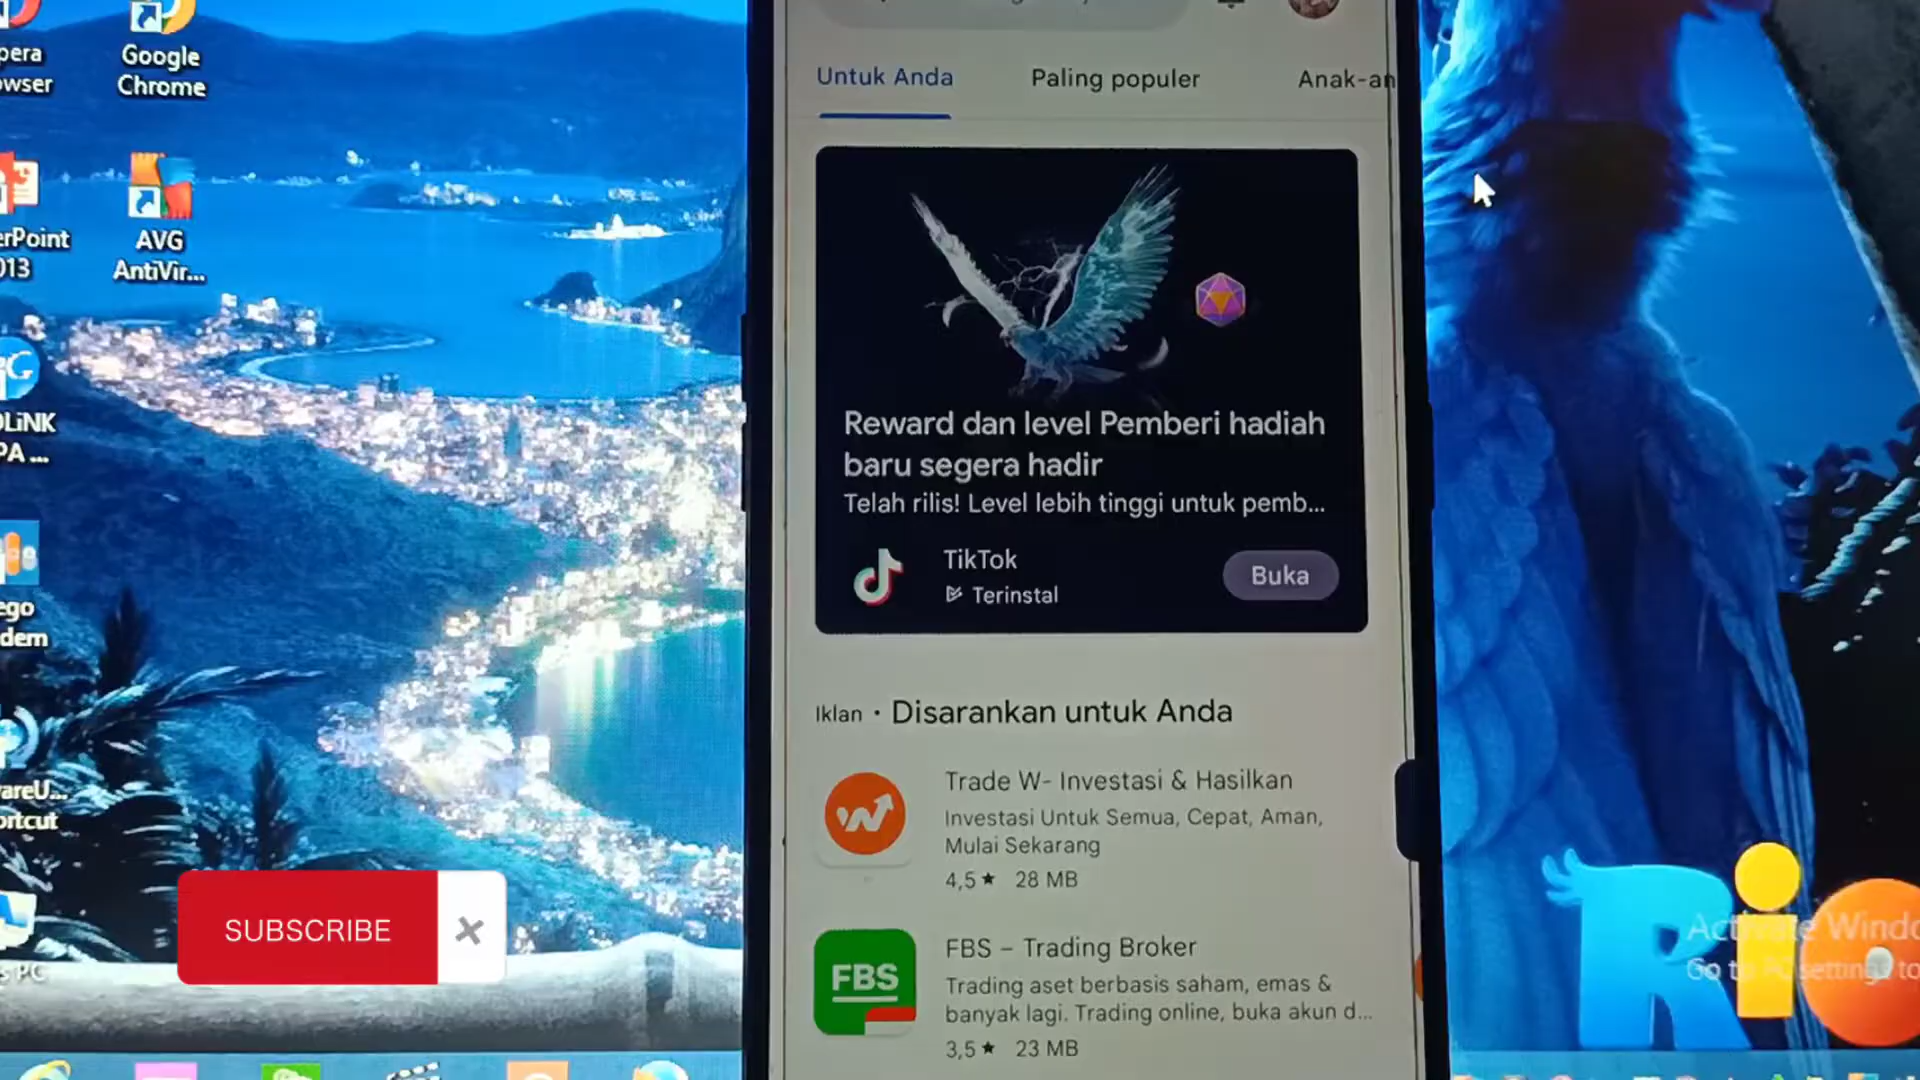 Google
Chrome
AVG
AntiVir...
Untuk Anda
Paling populer
Anak-an
Reward dan level Pemberi hadiah
baru segera hadir
Telah rilis! Level lebih tinggi untuk pemb...
TikTok
Terinstal
Buka
Iklan • Disarankan untuk Anda
Trade W- Investasi & Hasilkan
Investasi Untuk Semua, Cepat, Aman,
Mulai Sekarang
4,5★ 28 MB
FBS
FBS – Trading Broker
Trading aset berbasis saham, emas &
banyak lagi. Trading online, buka akun d...
3,5★ 23 MB
SUBSCRIBE
Rio